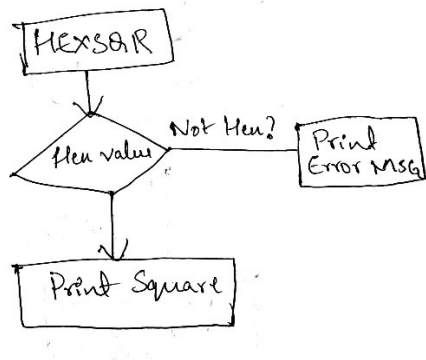 HEXSQR
Hex value
Not Hex?
Print
Error MSG
Print Square